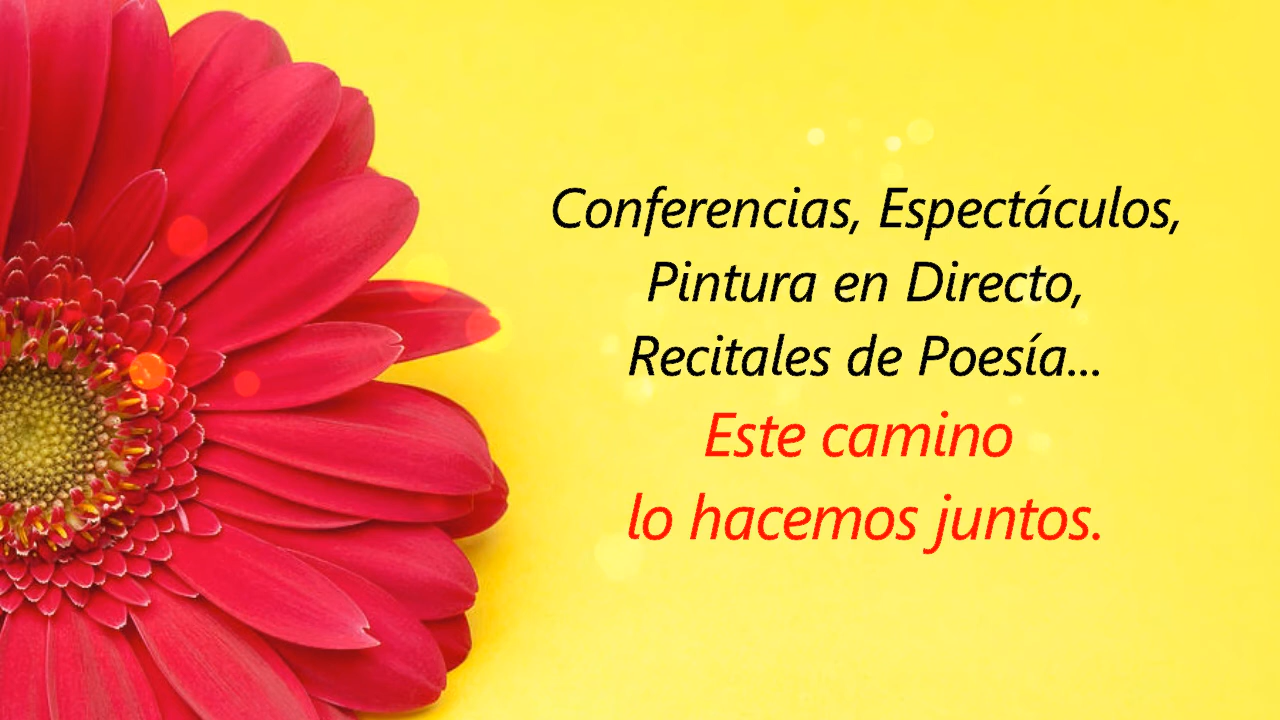 Conferencias, Espectáculos,
Pintura en Directo,
Recitales de Poesía...
Este camino
lo hacemos juntos.